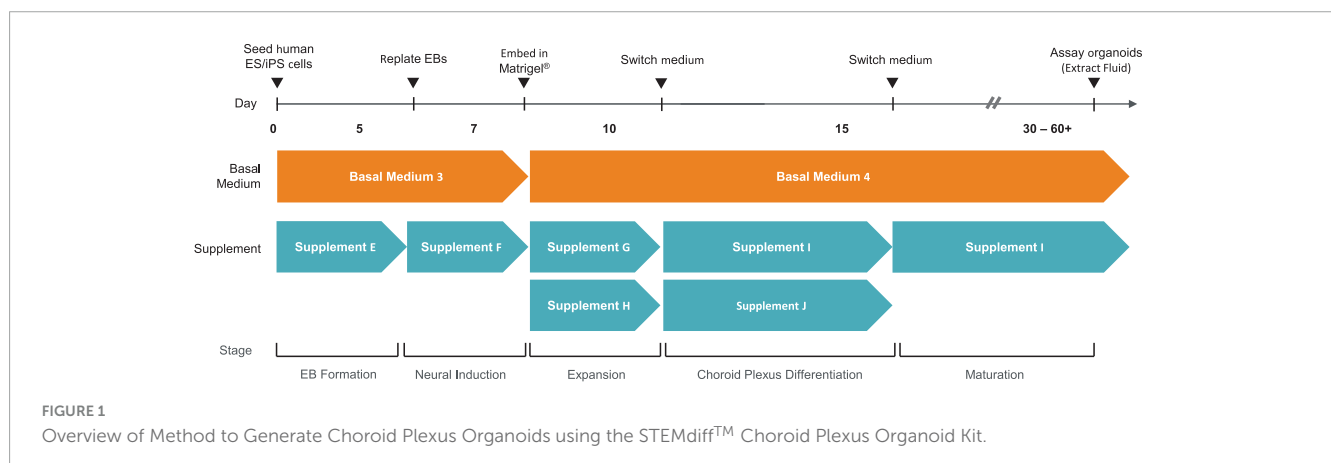 Seed human
ES/iPS cells
Replate EBs
Embed in
Matrigel®
Switch medium
Switch medium
Assay organoids
(Extract Fluid)
Day
0 5 7 10 15 30 – 60+
Basal
Medium
Basal Medium 3
Basal Medium 4
Supplement
Supplement E
Supplement F
Supplement G
Supplement I
Supplement I
Supplement H
Supplement J
Stage
EB Formation
Neural Induction
Expansion
Choroid Plexus Differentiation
Maturation
FIGURE 1
Overview of Method to Generate Choroid Plexus Organoids using the STEMdiff™ Choroid Plexus Organoid Kit.